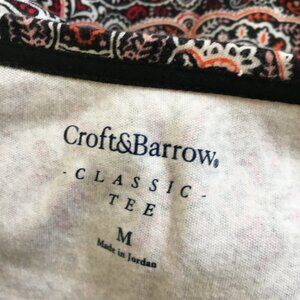 Croft&Barrow®
- CLASSIC -
TEE
M
Made in Jordan